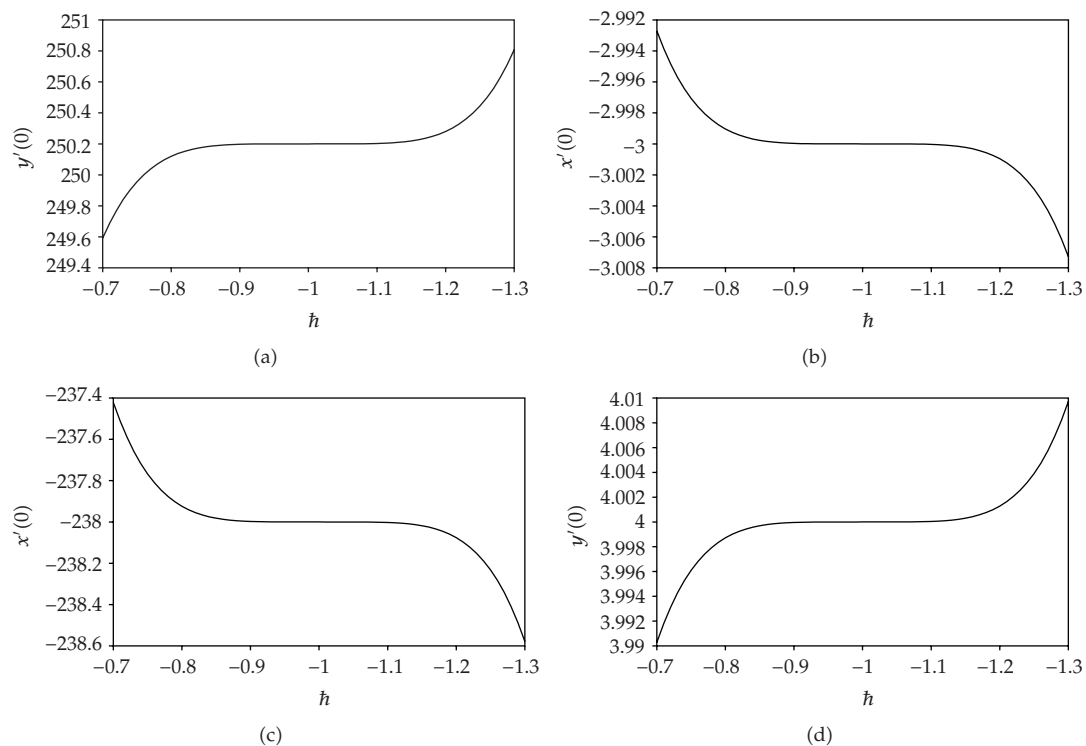 251
250.8
250.6
250.4
250.2
250
249.8
249.6
249.4
y′(0)
−0.7 −0.8 −0.9 −1 −1.1 −1.2 −1.3
ħ
(a)
−2.992
−2.994
−2.996
−2.998
−3
−3.002
−3.004
−3.006
−3.008
x′(0)
−0.7 −0.8 −0.9 −1 −1.1 −1.2 −1.3
ħ
(b)
−237.4
−237.6
−237.8
−238
−238.2
−238.4
−238.6
x′(0)
−0.7 −0.8 −0.9 −1 −1.1 −1.2 −1.3
ħ
(c)
4.01
4.008
4.006
4.004
4.002
4
3.998
3.996
3.994
3.992
3.99
y′(0)
−0.7 −0.8 −0.9 −1 −1.1 −1.2 −1.3
ħ
(d)